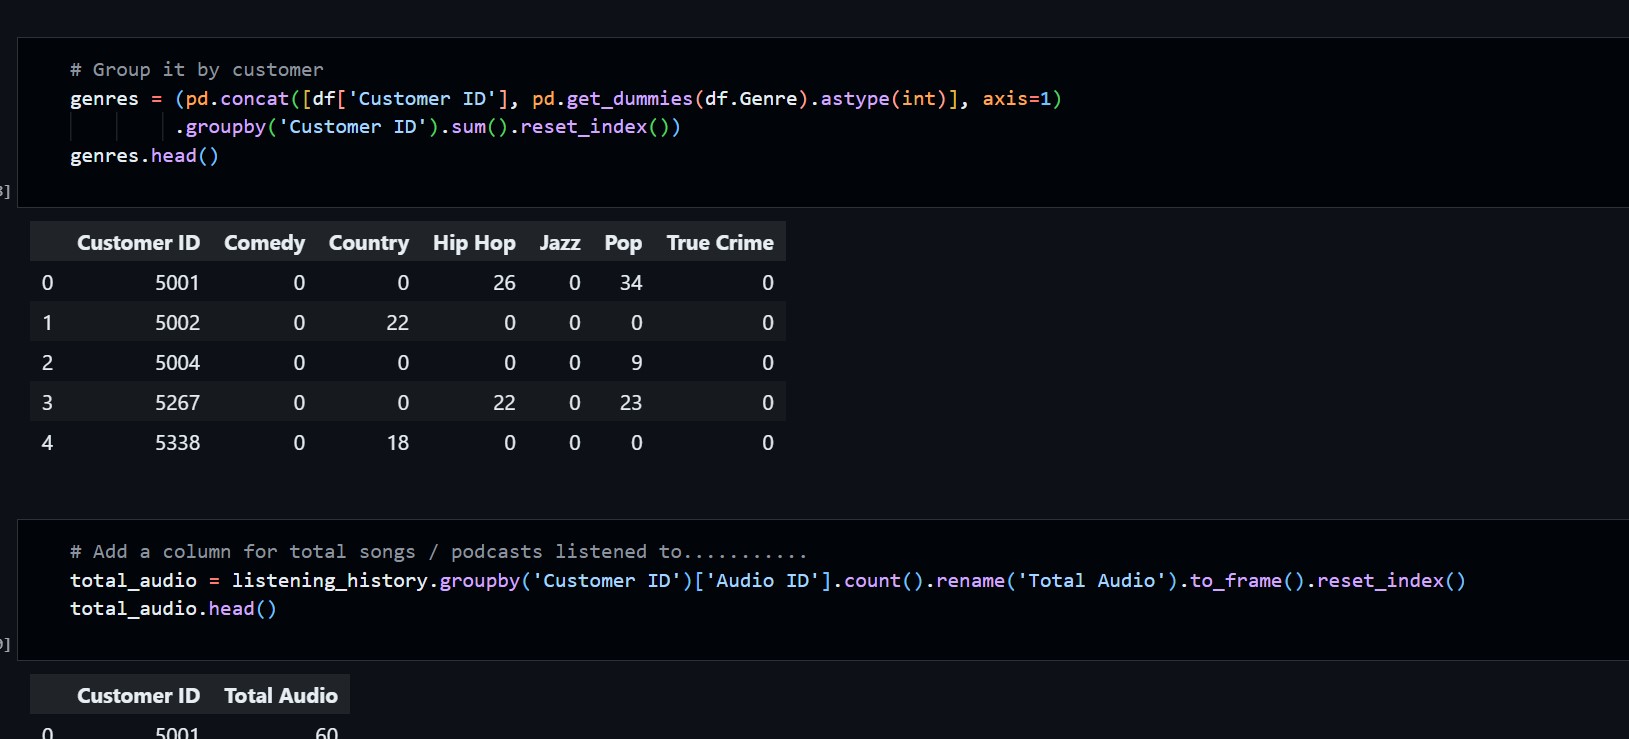 # Group it by customer
genres = (pd.concat([df['Customer ID'], pd.get_dummies(df.Genre).astype(int)], axis=1)
.groupby('Customer ID').sum().reset_index())
genres.head()
]
Customer ID Comedy Country Hip Hop Jazz Pop True Crime
0 5001 0 0 26 0 34 0
1 5002 0 22 0 0 0 0
2 5004 0 0 0 0 9 0
3 5267 0 0 22 0 23 0
4 5338 0 18 0 0 0 0
# Add a column for total songs / podcasts listened to...........
total_audio = listening_history.groupby('Customer ID')['Audio ID'].count().rename('Total Audio').to_frame().reset_index()
total_audio.head()
]
Customer ID Total Audio
0 5001 60